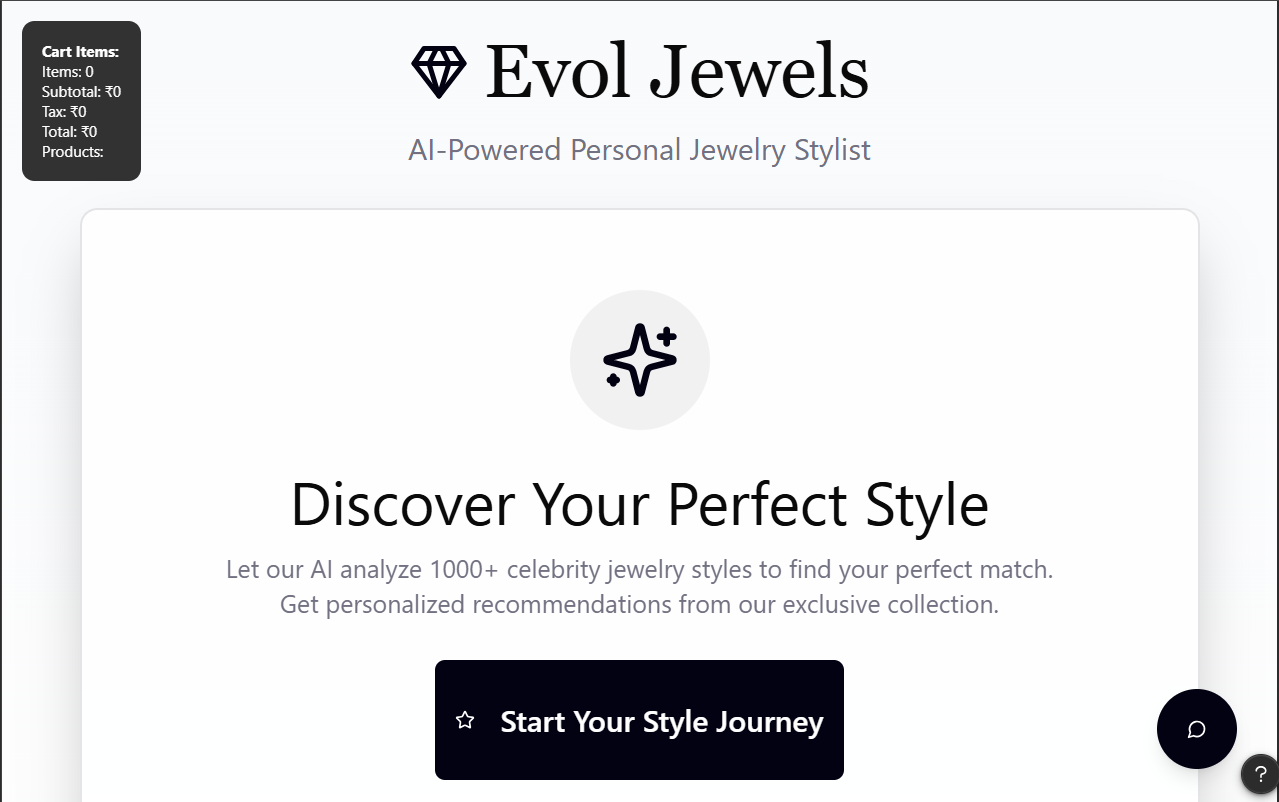 Cart Items:
Items: 0
Subtotal: ₹0
Tax: ₹0
Total: ₹0
Products:
Evol Jewels
AI-Powered Personal Jewelry Stylist
Discover Your Perfect Style
Let our AI analyze 1000+ celebrity jewelry styles to find your perfect match.
Get personalized recommendations from our exclusive collection.
Start Your Style Journey
?